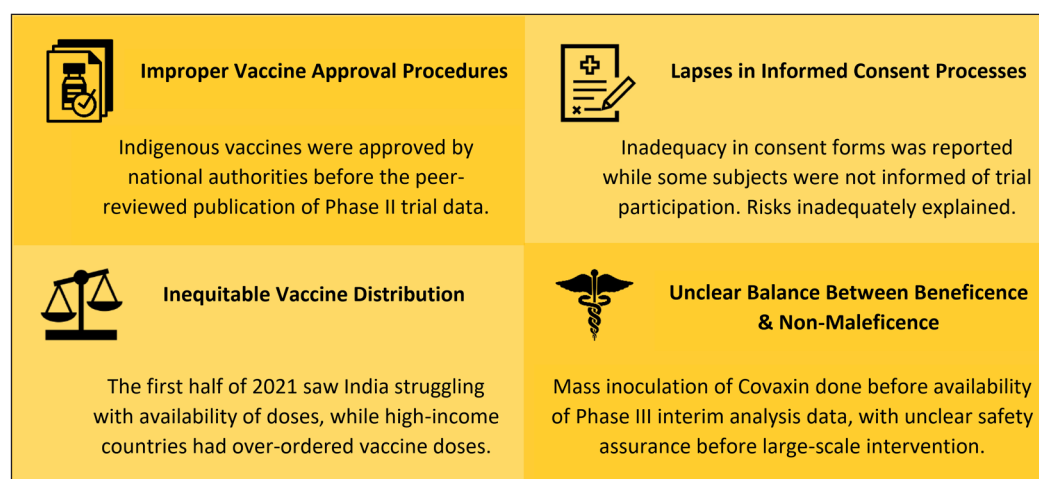 Improper Vaccine Approval Procedures
Indigenous vaccines were approved by
national authorities before the peer-
reviewed publication of Phase II trial data.
Lapses in Informed Consent Processes
Inadequacy in consent forms was reported
while some subjects were not informed of trial
participation. Risks inadequately explained.
Inequitable Vaccine Distribution
The first half of 2021 saw India struggling
with availability of doses, while high-income
countries had over-ordered vaccine doses.
Unclear Balance Between Beneficence
& Non-Maleficence
Mass inoculation of Covaxin done before availability
of Phase III interim analysis data, with unclear safety
assurance before large-scale intervention.